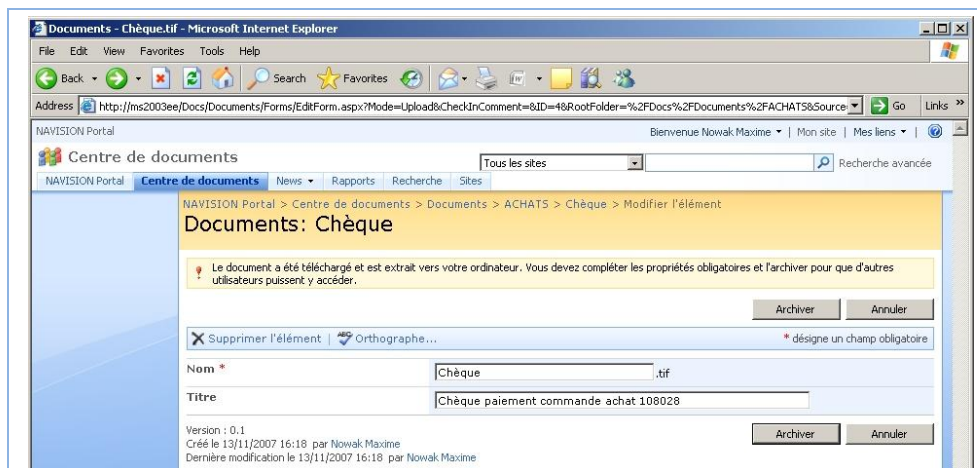 Documents - Chèque.tif - Microsoft Internet Explorer
File Edit View Favorites Tools Help
Back Search Favorites
Address http://ms2003ee/Docs/Documents/Forms/EditForm.aspx?Mode=Upload&CheckInComment=&ID=4&RootFolder=%2FDocs%2FDocuments%2FACHATS&Source Go Links »
NAVISION Portal Bienvenue Nowak Maxime | Mon site | Mes liens |
Centre de documents Tous les sites Recherche avancée
NAVISION Portal Centre de documents News Rapports Recherche Sites
NAVISION Portal > Centre de documents > Documents > ACHATS > Chèque > Modifier l'élément
Documents: Chèque
Le document a été téléchargé et est extrait vers votre ordinateur. Vous devez compléter les propriétés obligatoires et l'archiver pour que d'autres
utilisateurs puissent y accéder.
Archiver Annuler
Supprimer l'élément | Orthographe... * désigne un champ obligatoire
Nom * Chèque .tif
Titre Chèque paiement commande achat 108028
Version : 0.1
Archiver Annuler
Créé le 13/11/2007 16:18 par Nowak Maxime
Dernière modification le 13/11/2007 16:18 par Nowak Maxime